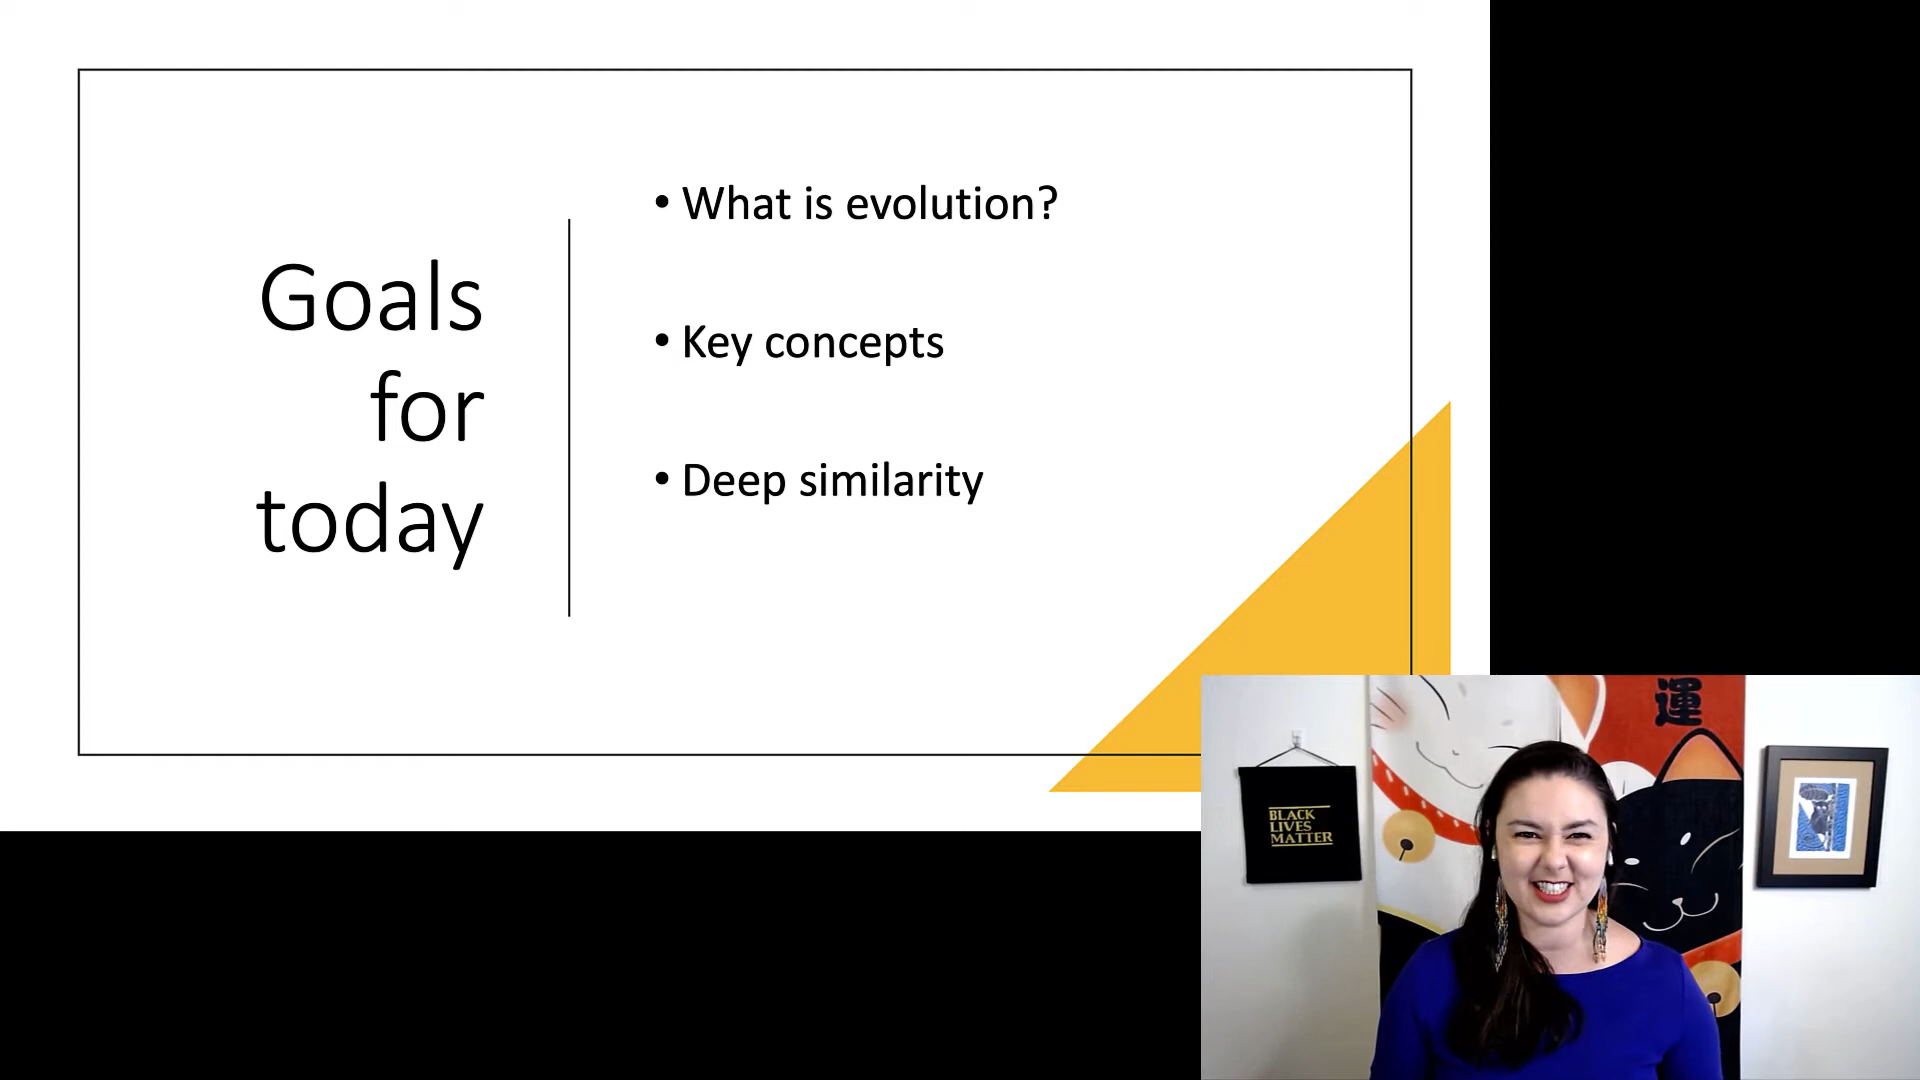 Goals
for
today
• What is evolution?
• Key concepts
• Deep similarity
運
BLACK
LIVES
MATTER